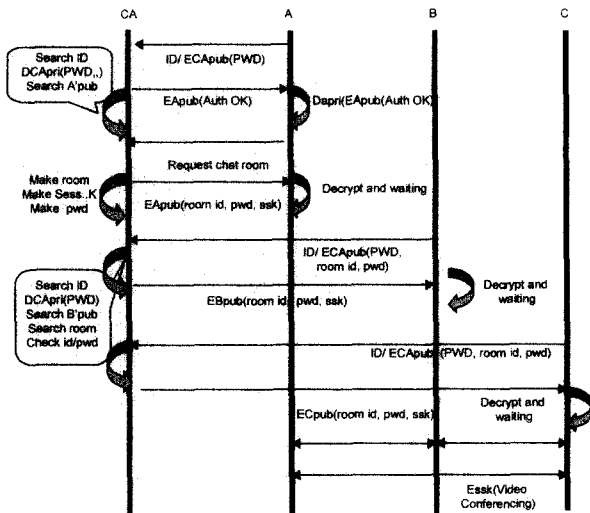 CA
A
B
C
ID/ ECApub(PWD)
Search ID
DCApri(PWD,,)
Search A'pub
EApub(Auth OK)
Dapri(EApub(Auth OK)
Request chat room
Make room
Make Sess..K
Make pwd
Decrypt and waiting
EApub(room id, pwd, ssk)
ID/ ECApub(PWD,
room id, pwd)
Search ID
DCApri(PWD)
Search B'pub
Search room
Check id/pwd
EBpub(room id, pwd, ssk)
Decrypt and
waiting
ID/ ECApub (PWD, room id, pwd)
ECpub(room id, pwd, ssk)
Decrypt and
waiting
Essk(Video
Conferencing)